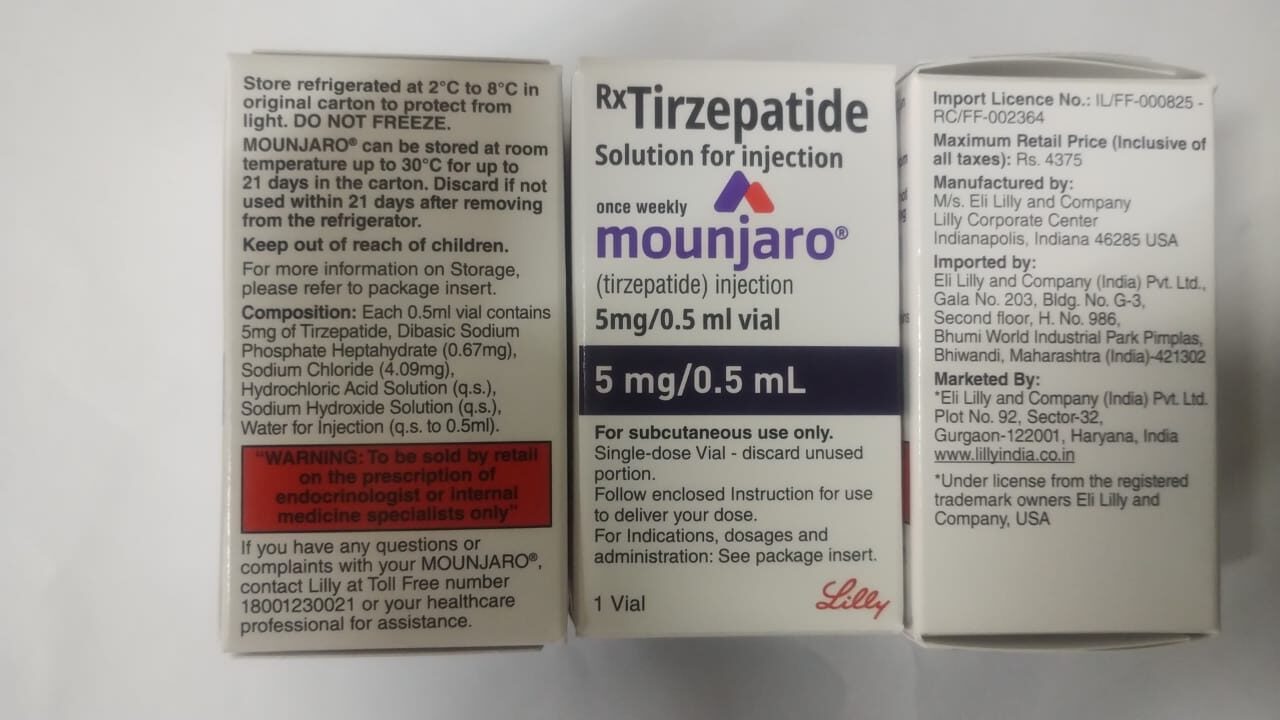 Store refrigerated at 2°C to 8°C in
original carton to protect from
light. DO NOT FREEZE.
MOUNJARO® can be stored at room
temperature up to 30°C for up to
21 days in the carton. Discard if not
used within 21 days after removing
from the refrigerator.
Keep out of reach of children.
For more information on Storage,
please refer to package insert.
Composition: Each 0.5ml vial contains
5mg of Tirzepatide, Dibasic Sodium
Phosphate Heptahydrate (0.67mg),
Sodium Chloride (4.09mg),
Hydrochloric Acid Solution (q.s.),
Sodium Hydroxide Solution (q.s.),
Water for Injection (q.s. to 0.5ml).
"WARNING: To be sold by retail
on the prescription of
endocrinologist or internal
medicine specialists only"
If you have any questions or
complaints with your MOUNJARO®,
contact Lilly at Toll Free number
18001230021 or your healthcare
professional for assistance.
RxTirzepatide
Solution for injection
once weekly
mounjaro®
(tirzepatide) injection
5mg/0.5 ml vial
5 mg/0.5 mL
For subcutaneous use only.
Single-dose Vial - discard unused
portion.
Follow enclosed Instruction for use
to deliver your dose.
For Indications, dosages and
administration: See package insert.
1 Vial
Lilly
Import Licence No.: IL/FF-000825 -
RC/FF-002364
Maximum Retail Price (Inclusive of
all taxes): Rs. 4375
Manufactured by:
M/s. Eli Lilly and Company
Lilly Corporate Center
Indianapolis, Indiana 46285 USA
Imported by:
Eli Lilly and Company (India) Pvt. Ltd.,
Gala No. 203, Bldg. No. G-3,
Second floor, H. No. 986,
Bhumi World Industrial Park Pimplas,
Bhiwandi, Maharashtra (India)-421302
Marketed By:
*Eli Lilly and Company (India) Pvt. Ltd.
Plot No. 92, Sector-32,
Gurgaon-122001, Haryana, India
www.lillyindia.co.in
*Under license from the registered
trademark owners Eli Lilly and
Company, USA